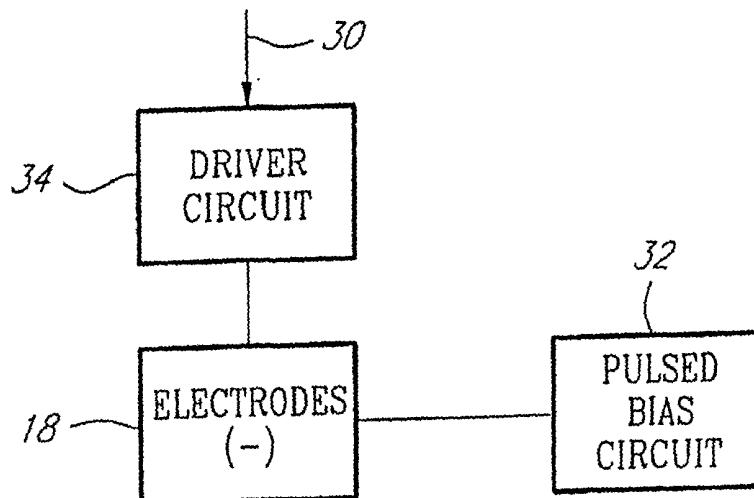 30
34
DRIVER
CIRCUIT
32
18
ELECTRODES
(-)
PULSED
BIAS
CIRCUIT